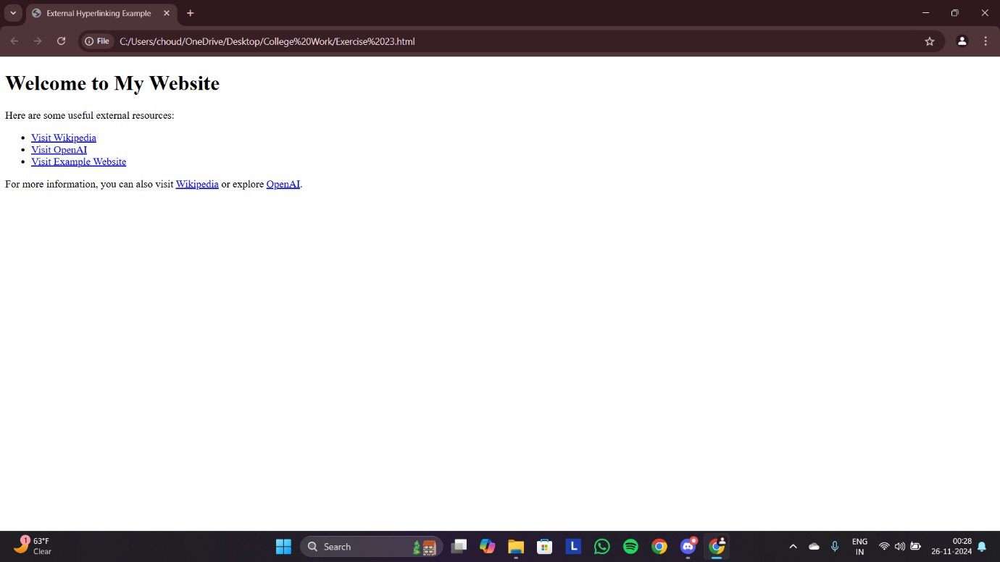 External Hyperlinking Example
File C:/Users/choud/OneDrive/Desktop/College%20Work/Exercise%2023.html
Welcome to My Website
Here are some useful external resources:
Visit Wikipedia
Visit OpenAI
Visit Example Website
For more information, you can also visit Wikipedia or explore OpenAI.
1
63°F
Clear
Search
L
ENG
IN
00:28
26-11-2024